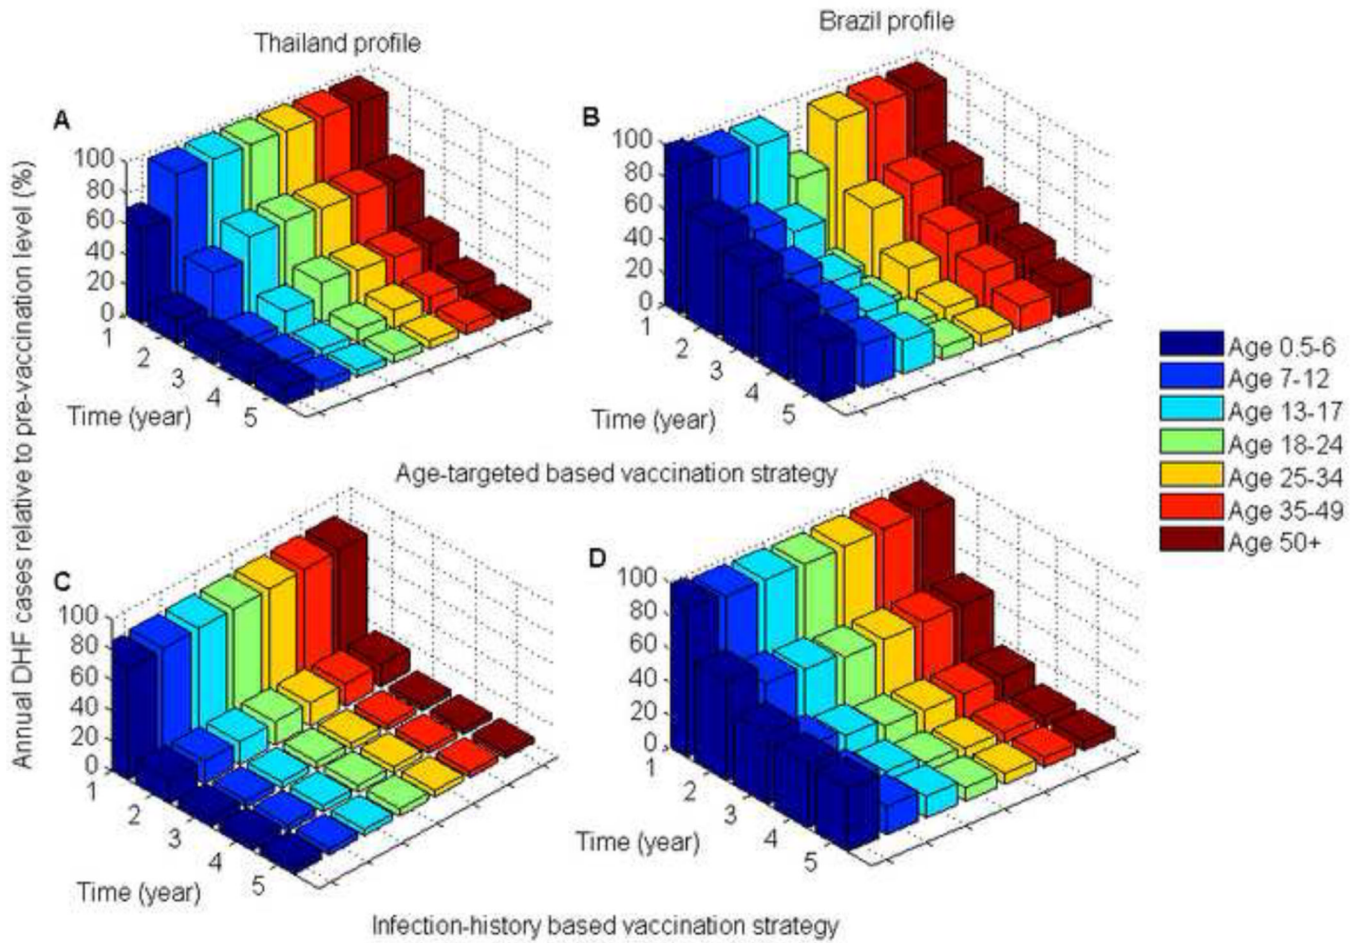 Thailand profile
Brazil profile
A
B
Annual DHF cases relative to pre-vaccination level (%)
100
80
60
40
20
0
1
2
3
4
5
Time (year)
100
80
60
40
20
0
1
2
3
4
5
Time (year)
Age 0.5-6
Age 7-12
Age 13-17
Age 18-24
Age 25-34
Age 35-49
Age 50+
Age-targeted based vaccination strategy
C
D
100
80
60
40
20
0
1
2
3
4
5
Time (year)
100
80
60
40
20
0
1
2
3
4
5
Time (year)
Infection-history based vaccination strategy